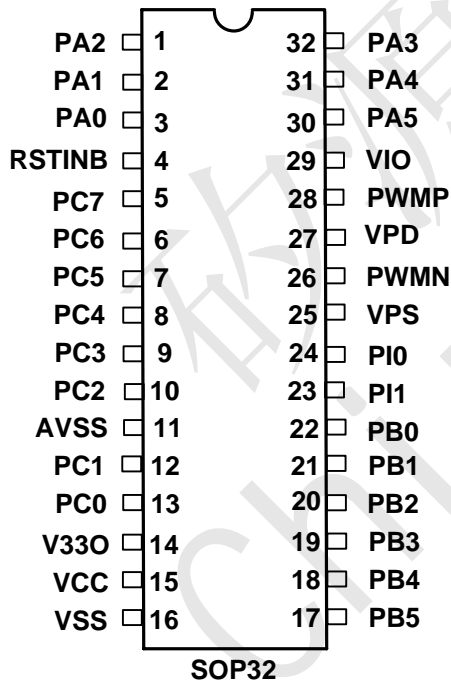 PA2 1 32 PA3
PA1 2 31 PA4
PA0 3 30 PA5
RSTINB 4 29 VIO
PC7 5 28 PWMP
PC6 6 27 VPD
PC5 7 26 PWMN
PC4 8 25 VPS
PC3 9 24 PI0
PC2 10 23 PI1
AVSS 11 22 PB0
PC1 12 21 PB1
PC0 13 20 PB2
V33O 14 19 PB3
VCC 15 18 PB4
VSS 16 17 PB5
SOP32